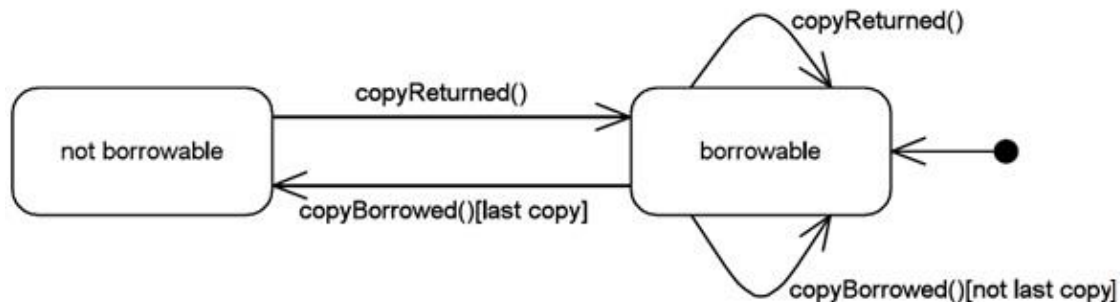 copyReturned()
copyReturned()
not borrowable
borrowable
copyBorrowed()[last copy]
copyBorrowed()[not last copy]